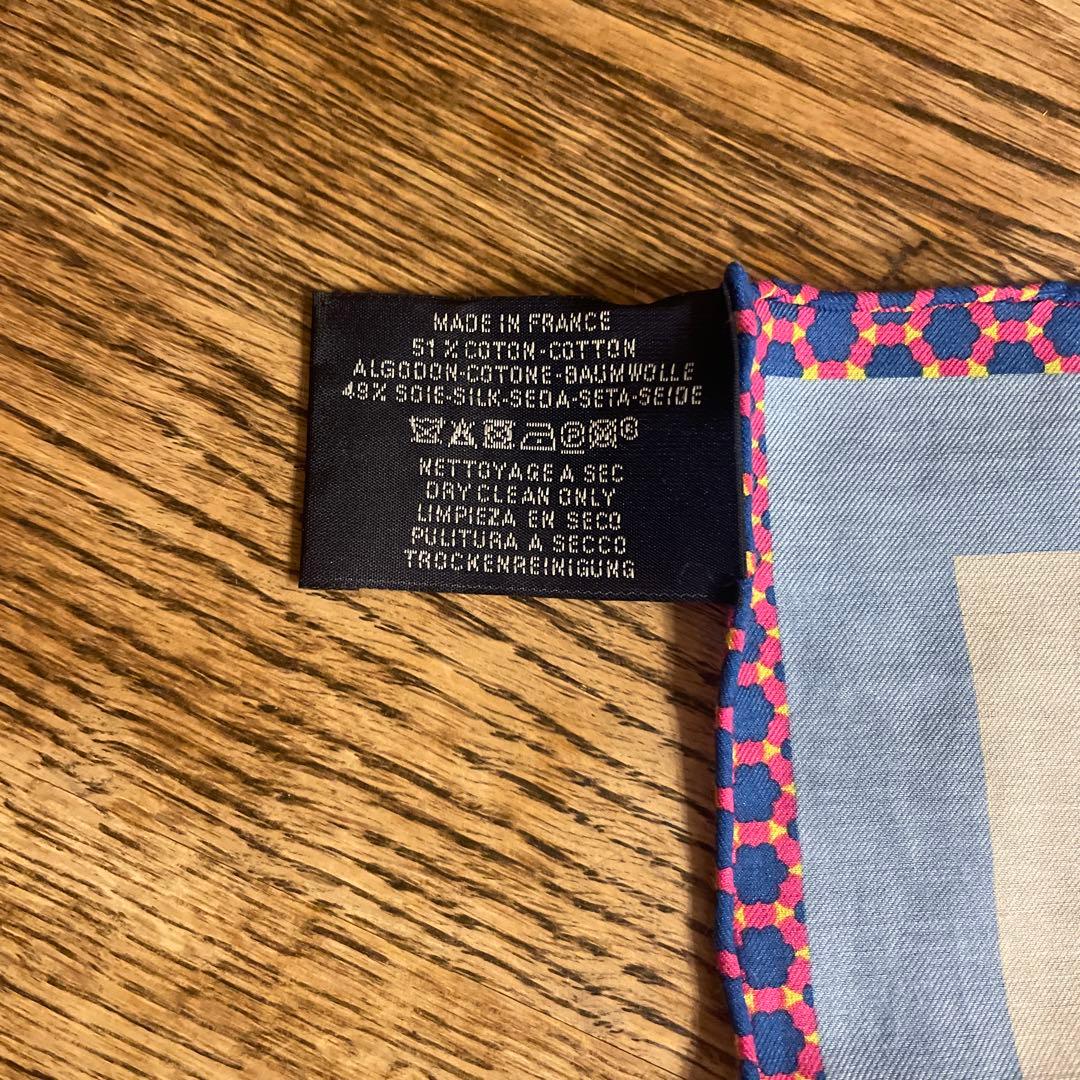 MADE IN FRANCE
51 % COTON-COTTON
ALGODON-COTONE-BAUMWOLLE
49% SOIE-SILK-SEDA-SETA-SEIDE
P ®
NETTOYAGE A SEC
DRY CLEAN ONLY
LIMPIEZA EN SECO
PULITURA A SECCO
TROCKENREINIGUNG